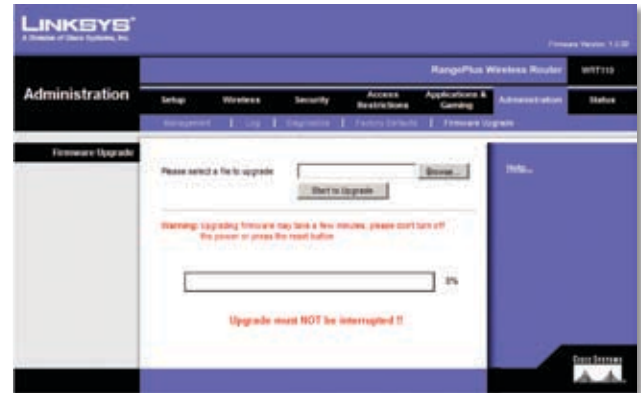 LINKSYS®
A Division of Cisco Systems, Inc.
Firmware Version: 1.0.00
RangePlus Wireless Router WRT110
Administration
Setup Wireless Security Access Restrictions Applications & Gaming Administration Status
Management | Log | Diagnostics | Factory Defaults | Firmware Upgrade
Firmware Upgrade
Please select a file to upgrade Browse...
Start to Upgrade
Help...
Warning: Upgrading firmware may take a few minutes, please don't turn off
the power or press the reset button
0%
Upgrade must NOT be interrupted !!
Cisco Systems